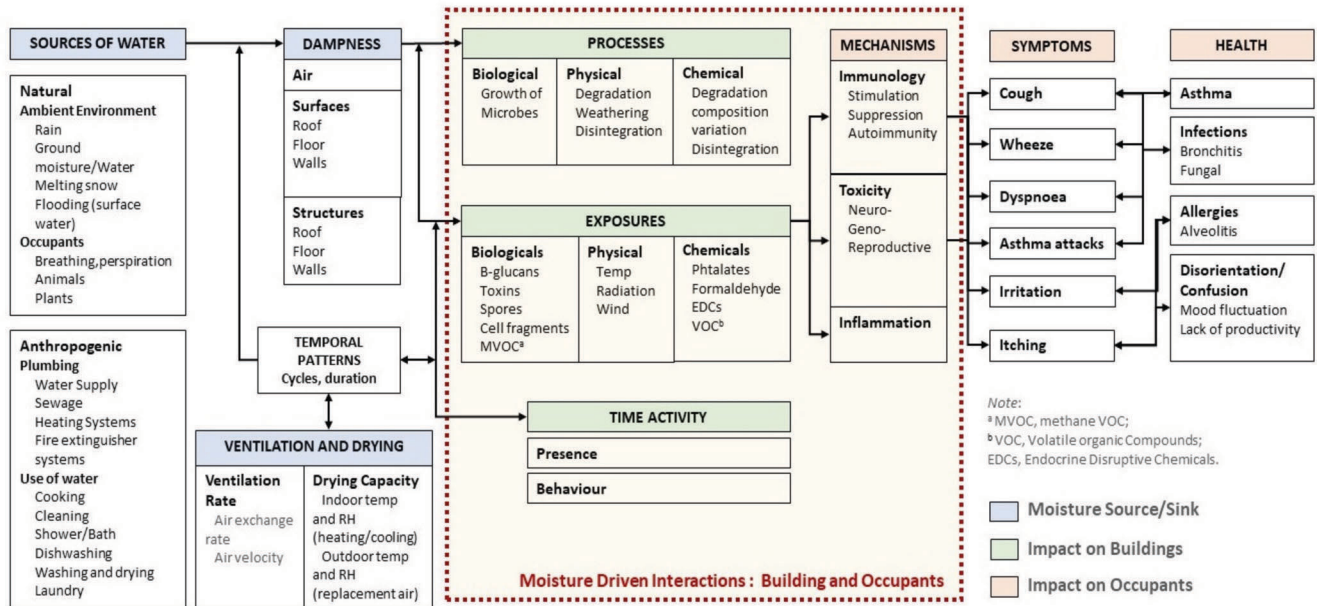 SOURCES OF WATER
Natural
Ambient Environment
Rain
Ground
moisture/Water
Melting snow
Flooding (surface
water)
Occupants
Breathing,perspiration
Animals
Plants
Anthropogenic
Plumbing
Water Supply
Sewage
Heating Systems
Fire extinguisher
systems
Use of water
Cooking
Cleaning
Shower/Bath
Dishwashing
Washing and drying
Laundry
DAMPNESS
Air
Surfaces
Roof
Floor
Walls
Structures
Roof
Floor
Walls
TEMPORAL
PATTERNS
Cycles, duration
VENTILATION AND DRYING
Ventilation
Rate
Air exchange
rate
Air velocity
Drying Capacity
Indoor temp
and RH
(heating/cooling)
Outdoor temp
and RH
(replacement air)
PROCESSES
Biological
Growth of
Microbes
Physical
Degradation
Weathering
Disintegration
Chemical
Degradation
composition
variation
Disintegration
EXPOSURES
Biologicals
B-glucans
Toxins
Spores
Cell fragments
MVOCᵃ
Physical
Temp
Radiation
Wind
Chemicals
Phtalates
Formaldehyde
EDCs
VOCᵇ
TIME ACTIVITY
Presence
Behaviour
MECHANISMS
Immunology
Stimulation
Suppression
Autoimmunity
Toxicity
Neuro-
Geno-
Reproductive
Inflammation
Moisture Driven Interactions : Building and Occupants
SYMPTOMS
Cough
Wheeze
Dyspnoea
Asthma attacks
Irritation
Itching
HEALTH
Asthma
Infections
Bronchitis
Fungal
Allergies
Alveolitis
Disorientation/
Confusion
Mood fluctuation
Lack of productivity
Note:
ᵃ MVOC, methane VOC;
ᵇ VOC, Volatile organic Compounds;
EDCs, Endocrine Disruptive Chemicals.
Moisture Source/Sink
Impact on Buildings
Impact on Occupants